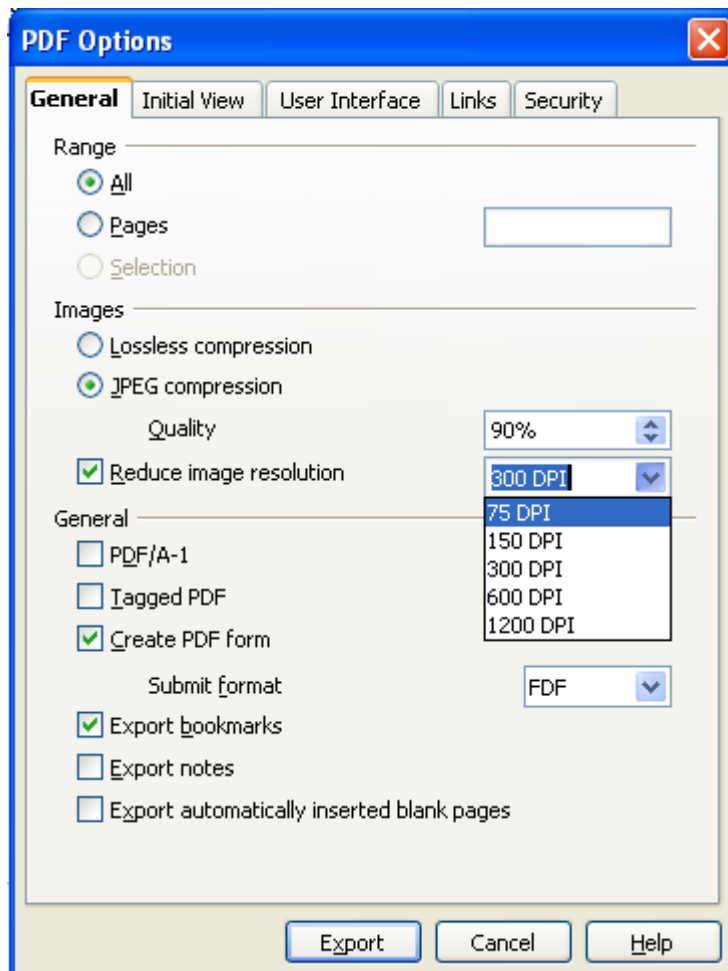 PDF Options
General Initial View User Interface Links Security
Range
All
Pages
Selection
Images
Lossless compression
JPEG compression
Quality 90%
Reduce image resolution 300 DPI
75 DPI
General
150 DPI
PDF/A-1
300 DPI
Tagged PDF
600 DPI
1200 DPI
Create PDF form
Submit format FDF
Export bookmarks
Export notes
Export automatically inserted blank pages
Export Cancel Help